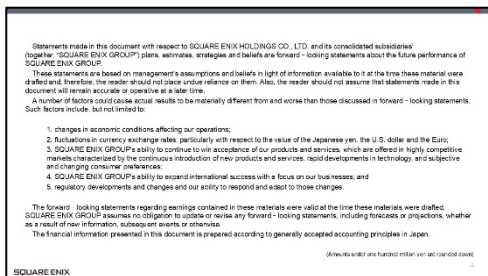 Statements made in this document with respect to SQUARE ENIX HOLDINGS CO., LTD. and its consolidated subsidiaries'
(together, "SQUARE ENIX GROUP") plans, estimates, strategies and beliefs are forward - looking statements about the future performance of
SQUARE ENIX GROUP.
These statements are based on management's assumptions and beliefs in light of information available to it at the time these material were
drafted and, therefore, the reader should not place undue reliance on them. Also, the reader should not assume that statements made in this
document will remain accurate or operative at a later time.
A number of factors could cause actual results to be materially different from and worse than those discussed in forward - looking statements.
Such factors include, but not limited to:
1. changes in economic conditions affecting our operations;
2. fluctuations in currency exchange rates, particularly with respect to the value of the Japanese yen, the U.S. dollar and the Euro;
3. SQUARE ENIX GROUP's ability to continue to win acceptance of our products and services, which are offered in highly competitive
markets characterized by the continuous introduction of new products and services, rapid developments in technology, and subjective
and changing consumer preferences;
4. SQUARE ENIX GROUP's ability to expand international success with a focus on our businesses; and
5. regulatory developments and changes and our ability to respond and adapt to those changes.
The forward - looking statements regarding earnings contained in these materials were valid at the time these materials were drafted.
SQUARE ENIX GROUP assumes no obligation to update or revise any forward - looking statements, including forecasts or projections, whether
as a result of new information, subsequent events or otherwise.
The financial information presented in this document is prepared according to generally accepted accounting principles in Japan.
(Amounts under one hundred million yen are rounded down)
2
SQUARE ENIX